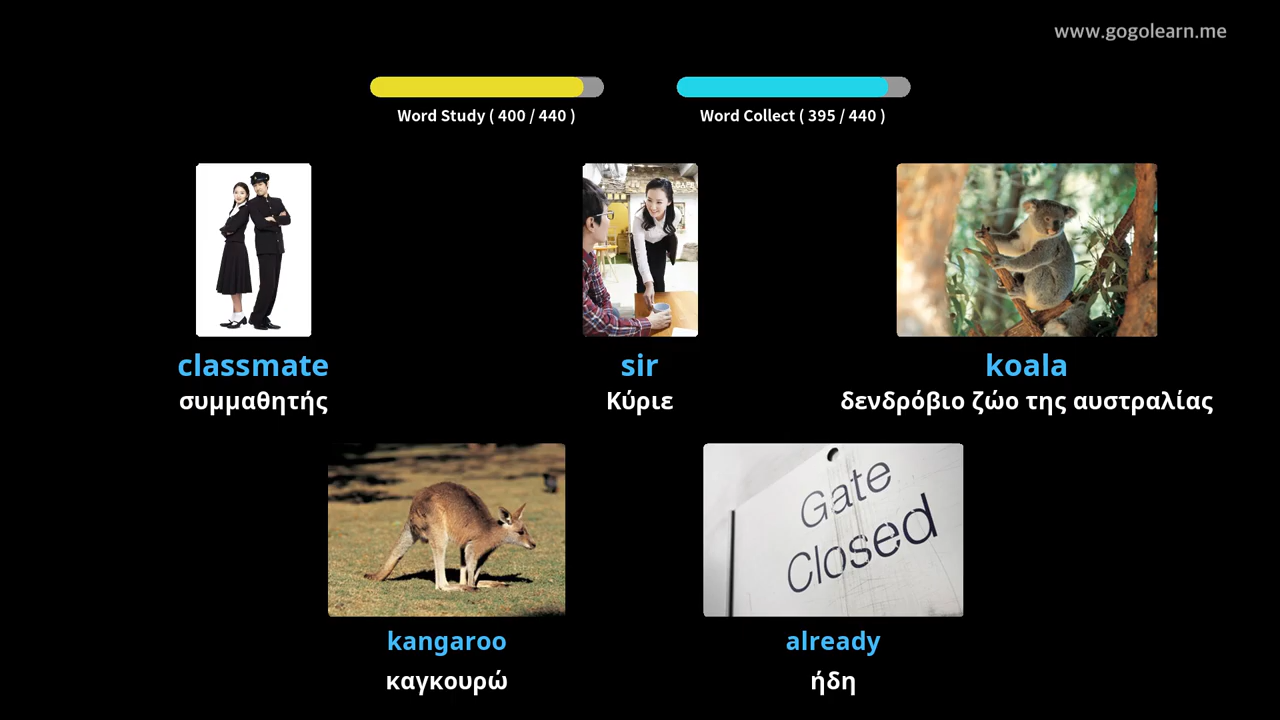 www.gogolearn.me
Word Study ( 400 / 440 )
Word Collect ( 395 / 440 )
classmate
συμμαθητής
sir
Κύριε
koala
δενδρόβιο ζώο της αυστραλίας
Gate
Closed
kangaroo
καγκουρώ
already
ήδη